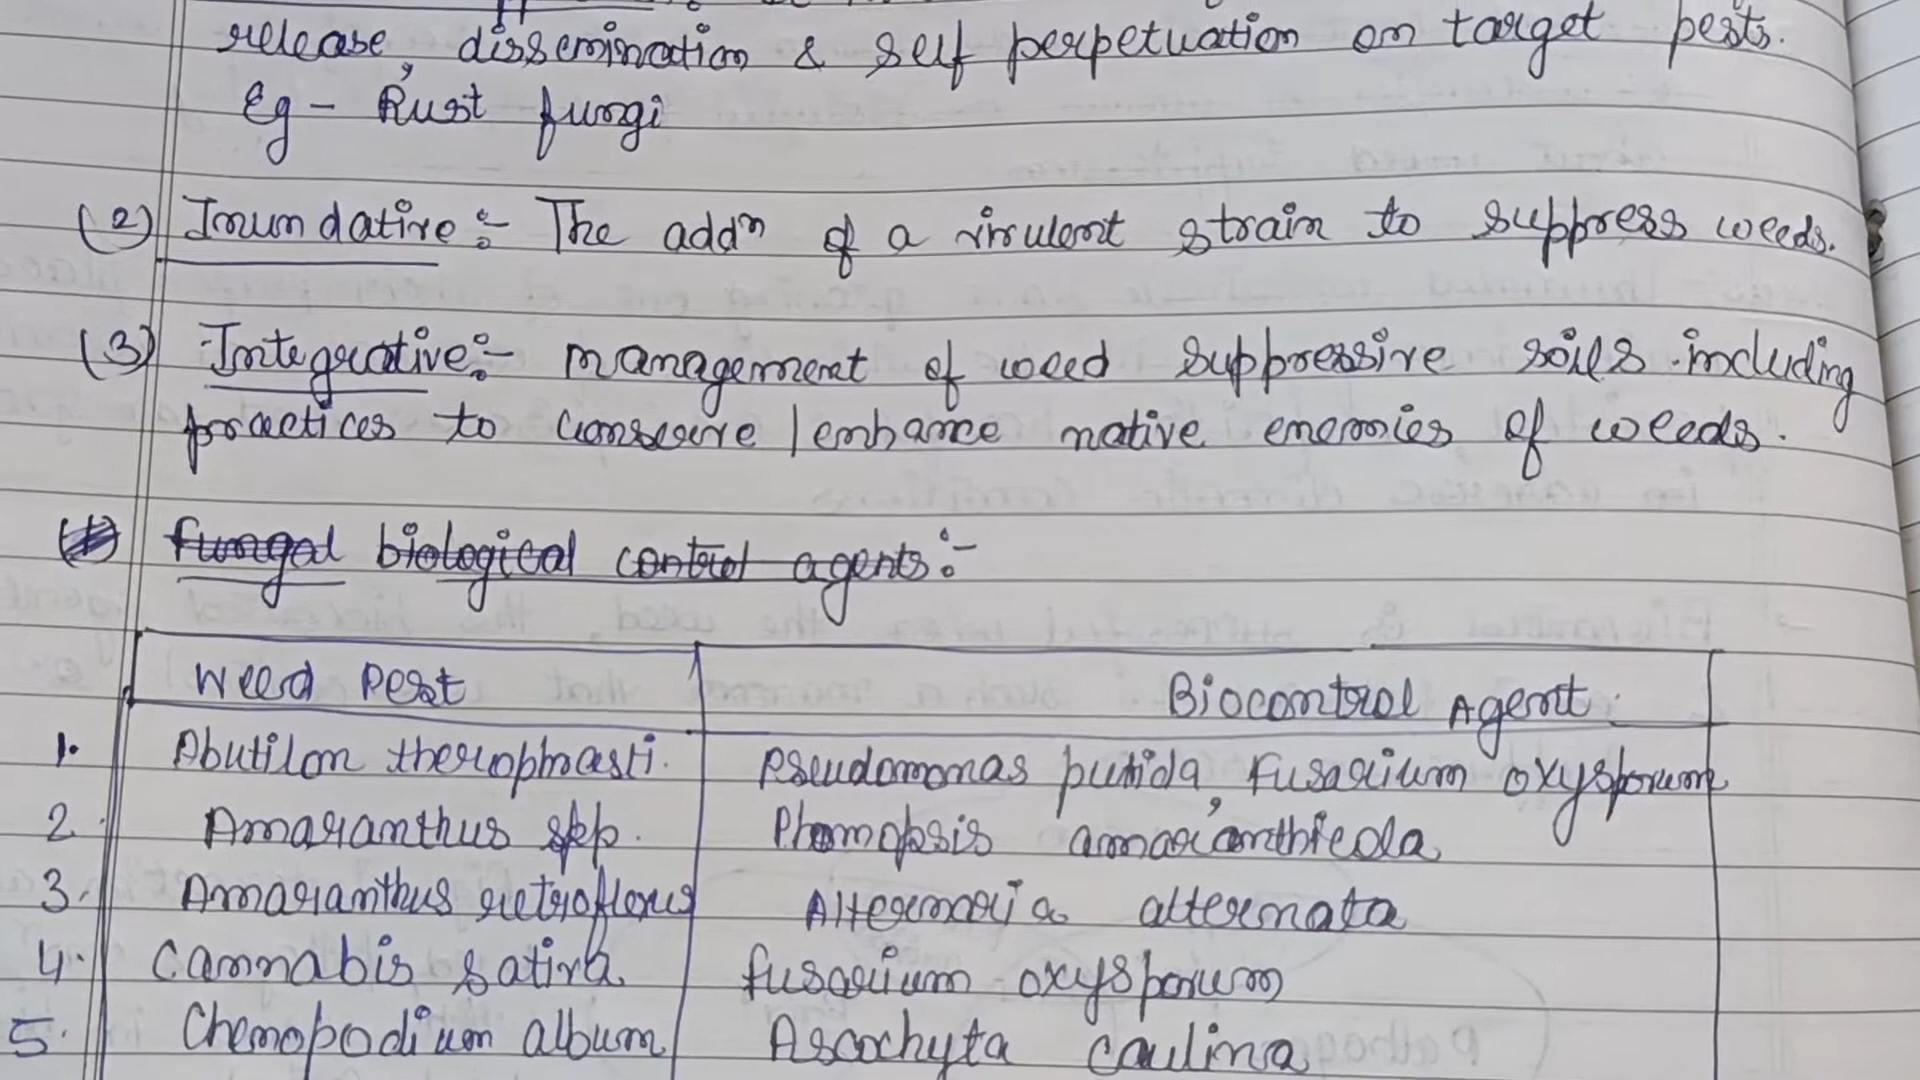 release, dissemination & self perpetuation on target pests.
Eg - Rust fungi
(2) Inundative :- The addn of a virulent strain to suppress weeds.
(3) Integrative :- management of weed suppressive soils including
practices to conserve / enhance native enemies of weeds.
fungal biological control agents :-
Weed Pest Biocontrol Agent
1. Abutilon theriophrasti. Pseudomonas putida, Fusarium oxysporum
2. Amaranthus spp. Phomopsis amaranthicola
3. Amaranthus retroflexus Alternaria alternata
4. Cannabis sativa fusarium oxysporum
5. Chenopodium album Ascochyta caulina